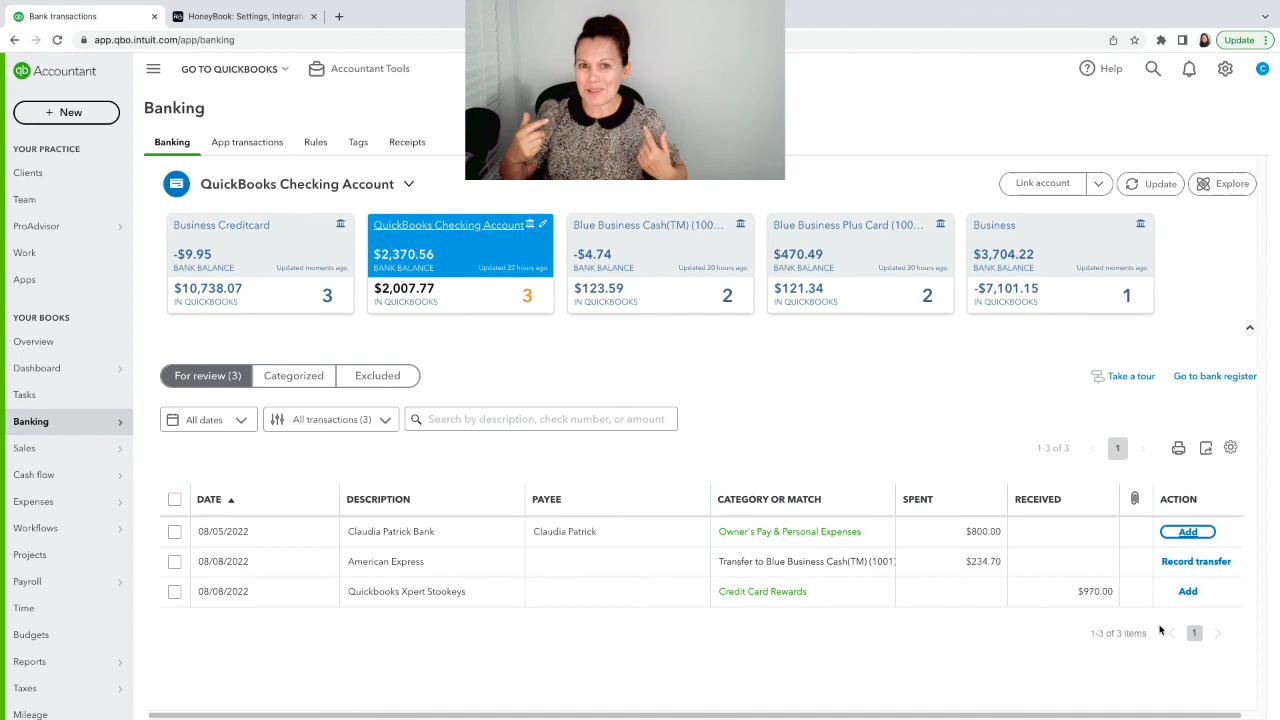 Bank transactions
HoneyBook: Settings, Integrati
app.qbo.intuit.com/app/banking
Update
qb Accountant
GO TO QUICKBOOKS
Accountant Tools
Help
C
+ New
Banking
YOUR PRACTICE
Clients
Team
ProAdvisor
Work
Apps
YOUR BOOKS
Overview
Dashboard
Tasks
Banking
Sales
Cash flow
Expenses
Workflows
Projects
Payroll
Time
Budgets
Reports
Taxes
Mileage
Banking App transactions Rules Tags Receipts
QuickBooks Checking Account
Link account Update Explore
Business Creditcard
-$9.95
BANK BALANCE Updated moments ago
$10,738.07
IN QUICKBOOKS 3
QuickBooks Checking Account
$2,370.56
BANK BALANCE Updated 22 hours ago
$2,007.77
IN QUICKBOOKS 3
Blue Business Cash(TM) (100...
-$4.74
BANK BALANCE Updated 20 hours ago
$123.59
IN QUICKBOOKS 2
Blue Business Plus Card (100...
$470.49
BANK BALANCE Updated 20 hours ago
$121.34
IN QUICKBOOKS 2
Business
$3,704.22
BANK BALANCE Updated moments ago
-$7,101.15
IN QUICKBOOKS 1
For review (3) Categorized Excluded
Take a tour Go to bank register
All dates All transactions (3) Search by description, check number, or amount
1-3 of 3 1
DATE DESCRIPTION PAYEE CATEGORY OR MATCH SPENT RECEIVED ACTION
08/05/2022 Claudia Patrick Bank Claudia Patrick Owner's Pay & Personal Expenses $800.00 Add
08/08/2022 American Express Transfer to Blue Business Cash(TM) (1001) $234.70 Record transfer
08/08/2022 Quickbooks Xpert Stookeys Credit Card Rewards $970.00 Add
1-3 of 3 items 1